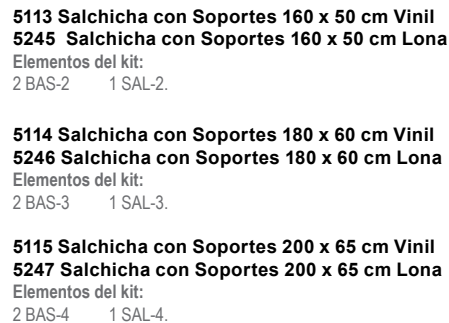 5113 Salchicha con Soportes 160 x 50 cm Vinil
5245  Salchicha con Soportes 160 x 50 cm Lona
Elementos del kit:
2 BAS-2 1 SAL-2.
5114 Salchicha con Soportes 180 x 60 cm Vinil
5246 Salchicha con Soportes 180 x 60 cm Lona
Elementos del kit:
2 BAS-3 1 SAL-3.
5115 Salchicha con Soportes 200 x 65 cm Vinil
5247 Salchicha con Soportes 200 x 65 cm Lona
Elementos del kit:
2 BAS-4 1 SAL-4.